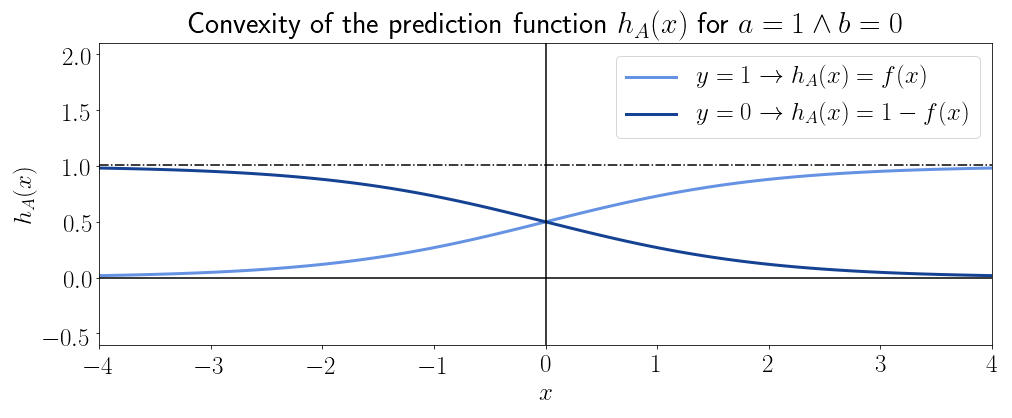 Convexity of the prediction function h_A(x) for a = 1 ∧ b = 0
y = 1 → h_A(x) = f(x)
y = 0 → h_A(x) = 1 − f(x)
h_A(x)
2.0
1.5
1.0
0.5
0.0
−0.5
−4 −3 −2 −1 0 1 2 3 4
x